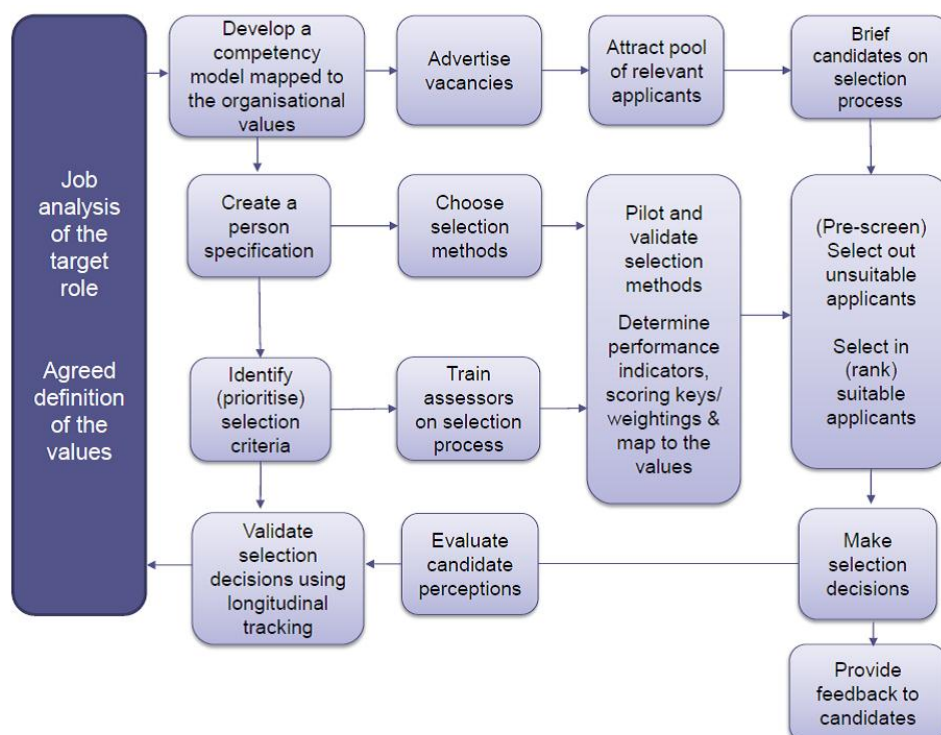 Job
analysis
of the
target
role
Agreed
definition
of the
values
Develop a
competency
model mapped to
the organisational
values
Advertise
vacancies
Attract pool
of relevant
applicants
Brief
candidates on
selection
process
Create a
person
specification
Choose
selection
methods
Pilot and
validate
selection
methods
Determine
performance
indicators,
scoring keys/
weightings &
map to the
values
(Pre-screen)
Select out
unsuitable
applicants
Select in
(rank)
suitable
applicants
Identify
(prioritise)
selection
criteria
Train
assessors
on selection
process
Validate
selection
decisions using
longitudinal
tracking
Evaluate
candidate
perceptions
Make
selection
decisions
Provide
feedback to
candidates